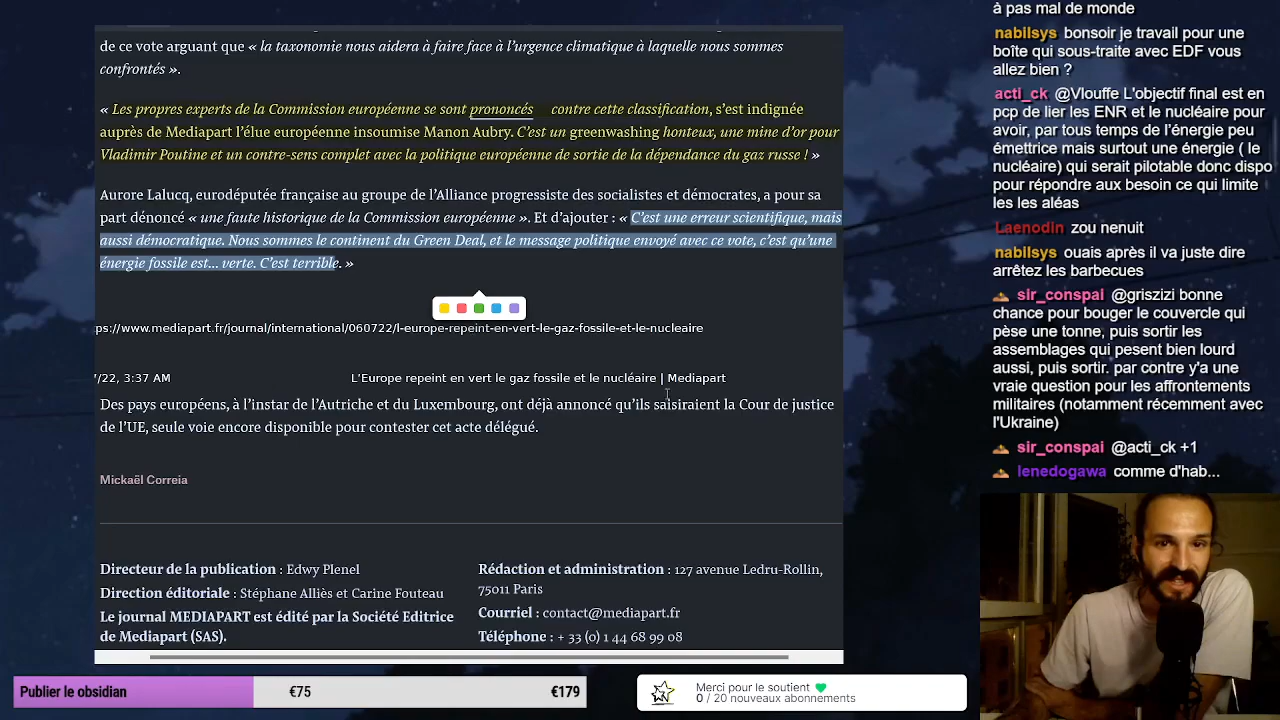 de ce vote arguant que « la taxonomie nous aidera à faire face à l’urgence climatique à laquelle nous sommes
confrontés ».
« Les propres experts de la Commission européenne se sont prononcés contre cette classification, s’est indignée
auprès de Mediapart l’élue européenne insoumise Manon Aubry. C’est un greenwashing honteux, une mine d’or pour
Vladimir Poutine et un contre-sens complet avec la politique européenne de sortie de la dépendance du gaz russe ! »
Aurore Lalucq, eurodéputée française au groupe de l’Alliance progressiste des socialistes et démocrates, a pour sa
part dénoncé « une faute historique de la Commission européenne ». Et d’ajouter : « C’est une erreur scientifique, mais
aussi démocratique. Nous sommes le continent du Green Deal, et le message politique envoyé avec ce vote, c’est qu’une
énergie fossile est... verte. C’est terrible. »
ps://www.mediapart.fr/journal/international/060722/l-europe-repeint-en-vert-le-gaz-fossile-et-le-nucleaire
/22, 3:37 AM
L'Europe repeint en vert le gaz fossile et le nucléaire | Mediapart
Des pays européens, à l’instar de l’Autriche et du Luxembourg, ont déjà annoncé qu’ils saisiraient la Cour de justice
de l’UE, seule voie encore disponible pour contester cet acte délégué.
Mickaël Correia
Directeur de la publication : Edwy Plenel
Direction éditoriale : Stéphane Alliès et Carine Fouteau
Le journal MEDIAPART est édité par la Société Editrice
de Mediapart (SAS).
Rédaction et administration : 127 avenue Ledru-Rollin,
75011 Paris
Courriel : contact@mediapart.fr
Téléphone : + 33 (0) 1 44 68 99 08
Publier le obsidian
€75
€179
Merci pour le soutient 💚
0 / 20 nouveaux abonnements
à pas mal de monde
nabilsys bonsoir je travail pour une
boîte qui sous-traite avec EDF vous
allez bien ?
acti_ck @Vlouffe L'objectif final est en
pcp de lier les ENR et le nucléaire pour
avoir, par tous temps de l'énergie peu
émettrice mais surtout une énergie ( le
nucléaire) qui serait pilotable donc dispo
pour répondre aux besoin ce qui limite
les les aléas
Laenodin zou nenuit
nabilsys ouais après il va juste dire
arrêtez les barbecues
sir_conspai @griszizi bonne
chance pour bouger le couvercle qui
pèse une tonne, puis sortir les
assemblages qui pesent bien lourd
aussi, puis sortir. par contre y'a une
vraie question pour les affrontements
militaires (notamment récemment avec
l'Ukraine)
sir_conspai @acti_ck +1
lenedogawa comme d'hab...